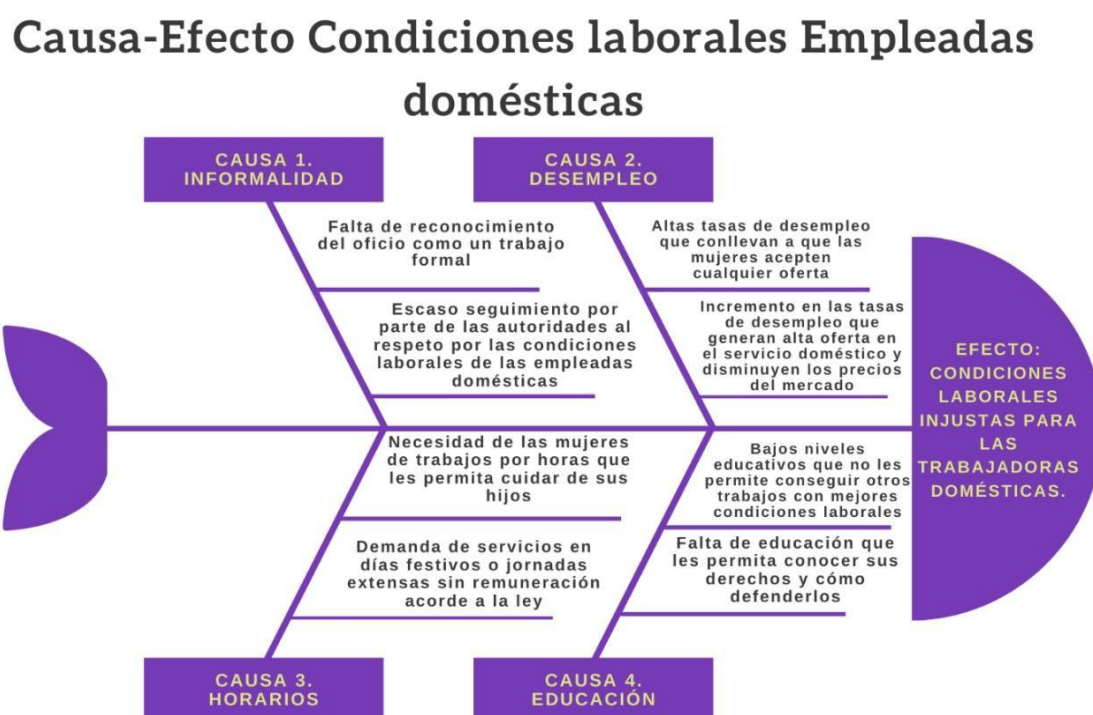 Causa-Efecto Condiciones laborales Empleadas
domésticas
CAUSA 1.
INFORMALIDAD
CAUSA 2.
DESEMPLEO
Falta de reconocimiento
del oficio como un trabajo
formal
Escaso seguimiento por
parte de las autoridades al
respeto por las condiciones
laborales de las empleadas
domésticas
Altas tasas de desempleo
que conllevan a que las
mujeres acepten
cualquier oferta
Incremento en las tasas
de desempleo que
generan alta oferta en
el servicio doméstico y
disminuyen los precios
del mercado
EFECTO:
CONDICIONES
LABORALES
INJUSTAS PARA
LAS
TRABAJADORAS
DOMÉSTICAS.
Necesidad de las mujeres
de trabajos por horas que
les permita cuidar de sus
hijos
Demanda de servicios en
días festivos o jornadas
extensas sin remuneración
acorde a la ley
Bajos niveles
educativos que no les
permite conseguir otros
trabajos con mejores
condiciones laborales
Falta de educación que
les permita conocer sus
derechos y cómo
defenderlos
CAUSA 3.
HORARIOS
CAUSA 4.
EDUCACIÓN